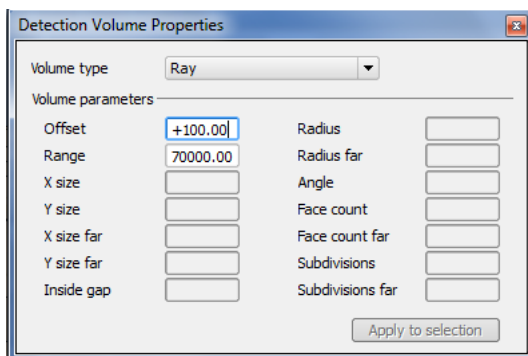 Detection Volume Properties
Volume type Ray
Volume parameters
Offset +100.00 Radius
Range 70000.00 Radius far
X size Angle
Y size Face count
X size far Face count far
Y size far Subdivisions
Inside gap Subdivisions far
Apply to selection